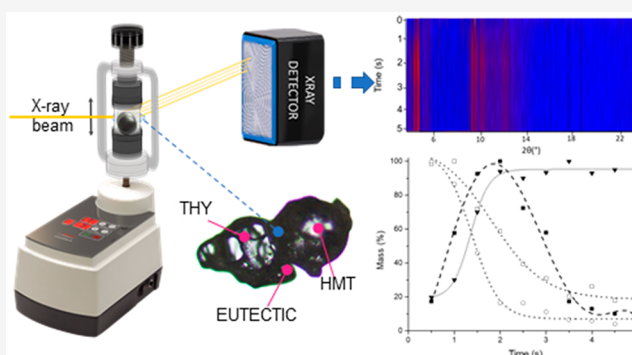 X-ray
beam
XRAY
DETECTOR
THY
HMT
EUTECTIC
Time (s)
0
1
2
3
4
5
6
10
14
18
22
2θ(°)
Mass (%)
100
80
60
40
20
0
0
1
2
3
4
Time (s)